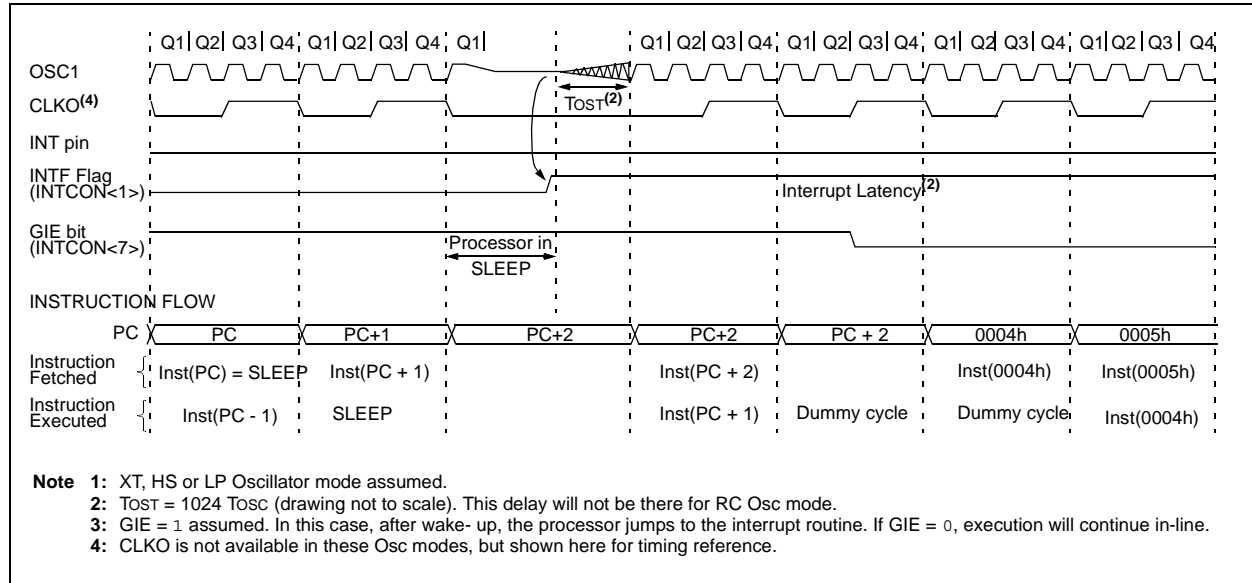 Q1 Q2 Q3 Q4 Q1 Q2 Q3 Q4 Q1 Q1 Q2 Q3 Q4 Q1 Q2 Q3 Q4 Q1 Q2 Q3 Q4 Q1 Q2 Q3 Q4
OSC1
CLKO(4) TOST(2)
INT pin
INTF Flag
(INTCON<1>) Interrupt Latency(2)
GIE bit
(INTCON<7>) Processor in
SLEEP
INSTRUCTION FLOW
PC PC PC+1 PC+2 PC+2 PC + 2 0004h 0005h
Instruction
Fetched Inst(PC) = SLEEP Inst(PC + 1) Inst(PC + 2) Inst(0004h) Inst(0005h)
Instruction
Executed Inst(PC - 1) SLEEP Inst(PC + 1) Dummy cycle Dummy cycle Inst(0004h)
Note 1: XT, HS or LP Oscillator mode assumed.
2: TOST = 1024 TOSC (drawing not to scale). This delay will not be there for RC Osc mode.
3: GIE = 1 assumed. In this case, after wake- up, the processor jumps to the interrupt routine. If GIE = 0, execution will continue in-line.
4: CLKO is not available in these Osc modes, but shown here for timing reference.